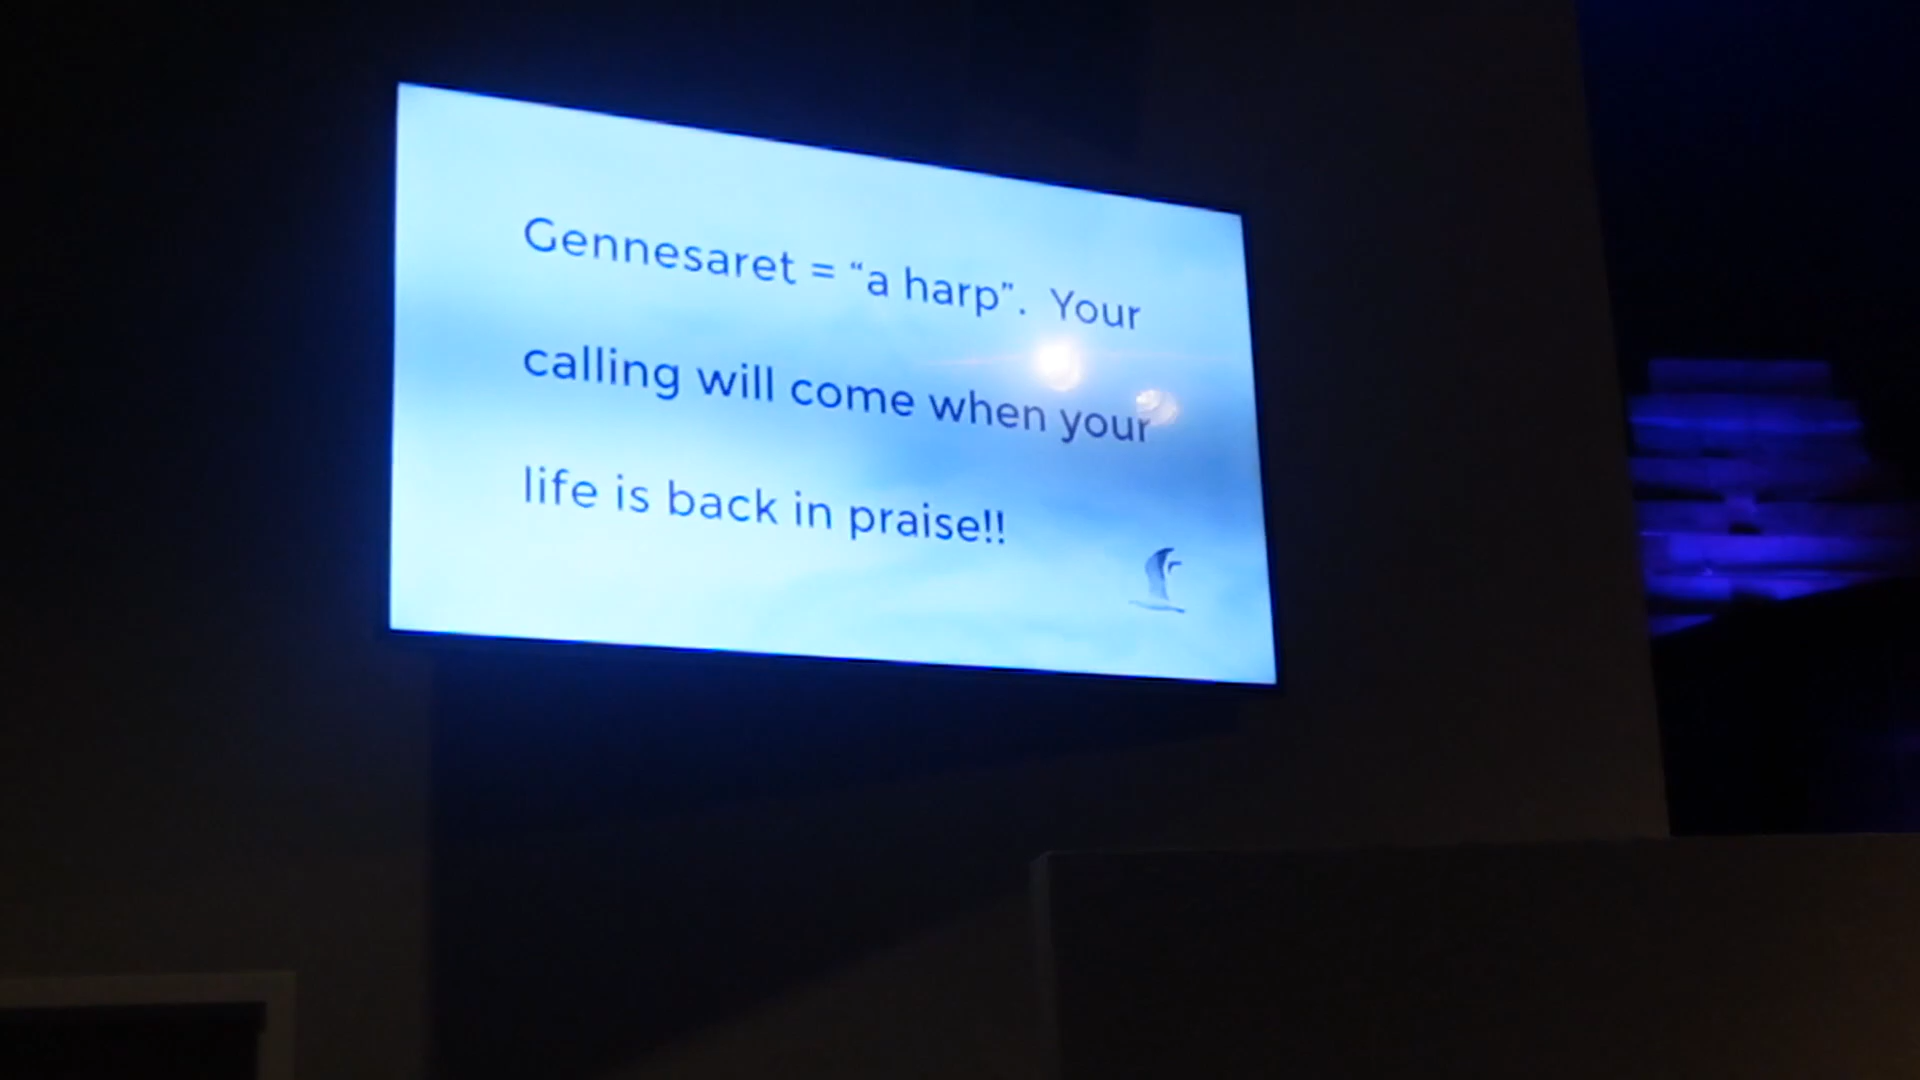 Gennesaret = “a harp”. Your
calling will come when your
life is back in praise!!